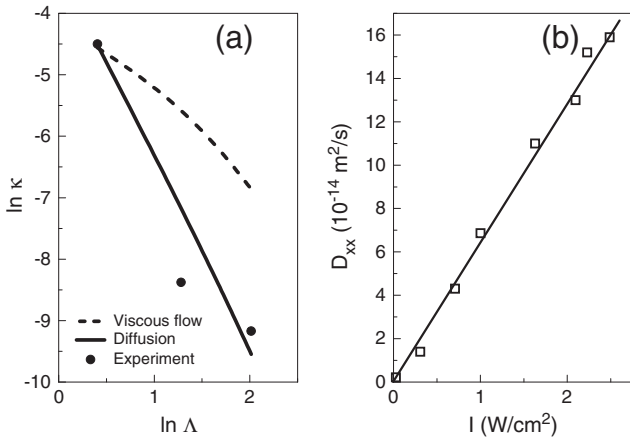 (a)
-4
-5
-6
-7
-8
-9
-10
ln κ
Viscous flow
Diffusion
Experiment
0
1
2
ln Λ
(b)
16
14
12
10
8
6
4
2
0
D_xx (10^-14 m^2/s)
0
1
2
I (W/cm^2)